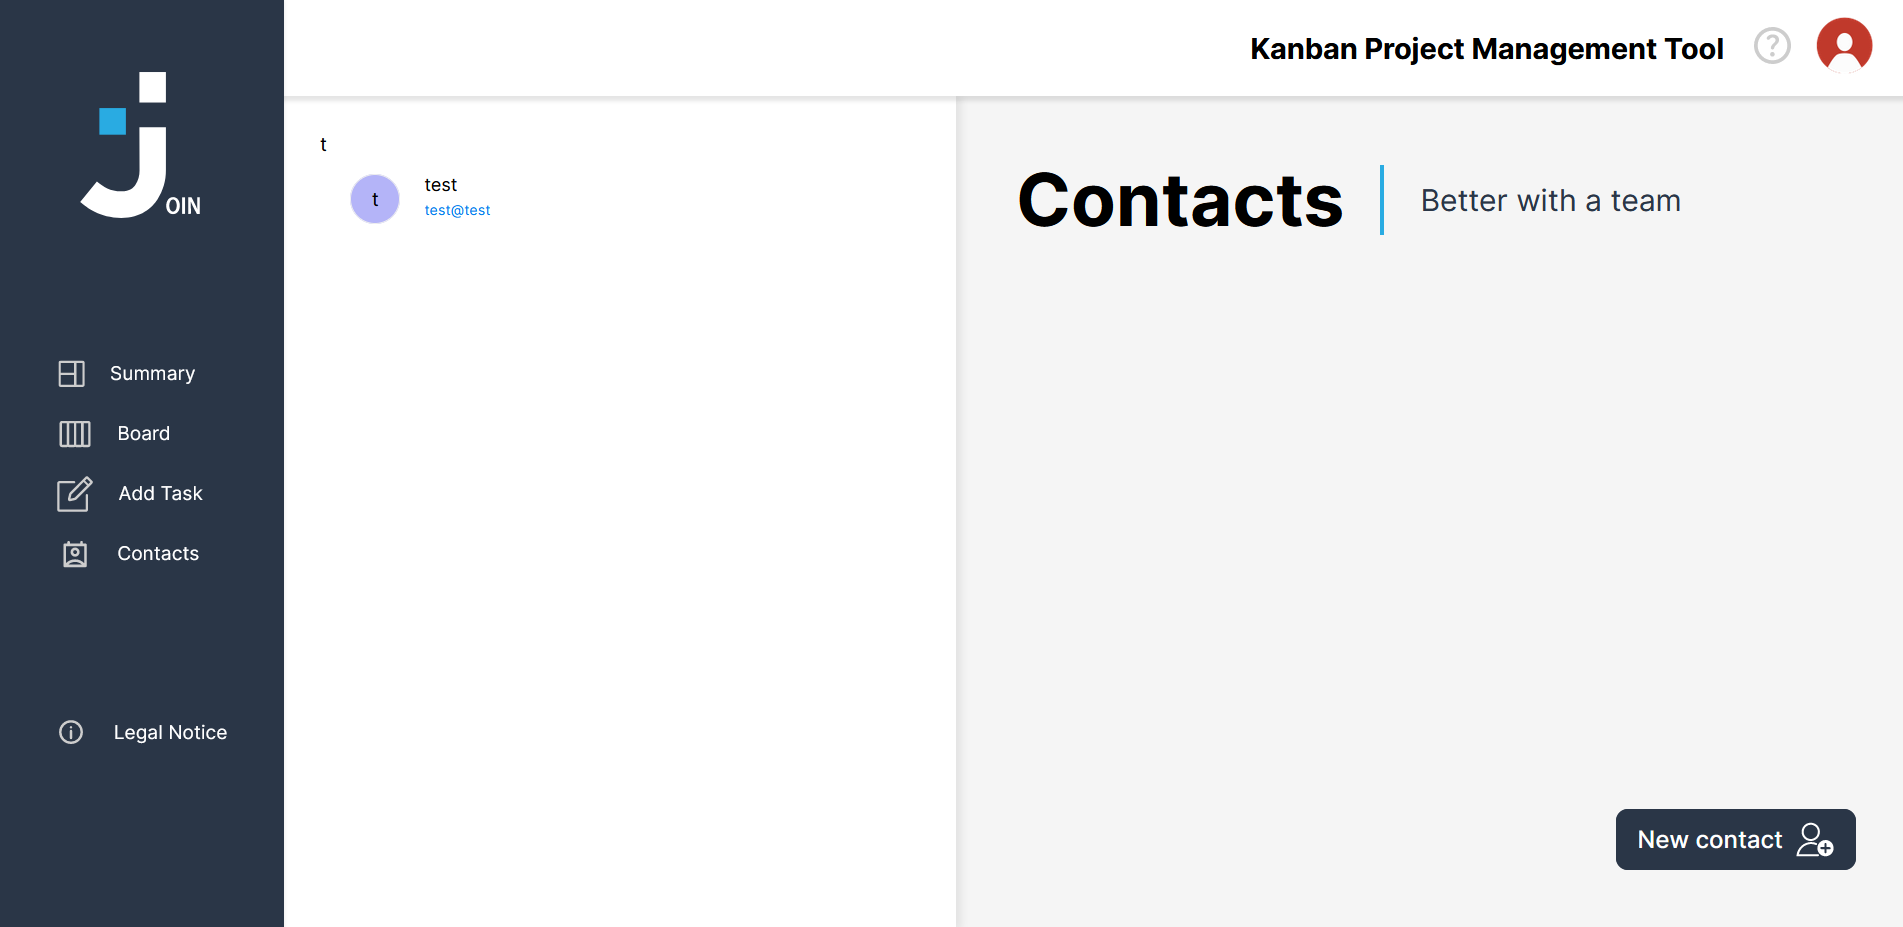 JOIN
Summary
Board
Add Task
Contacts
Legal Notice
Kanban Project Management Tool
?
t
t
test
test@test
Contacts
Better with a team
New contact